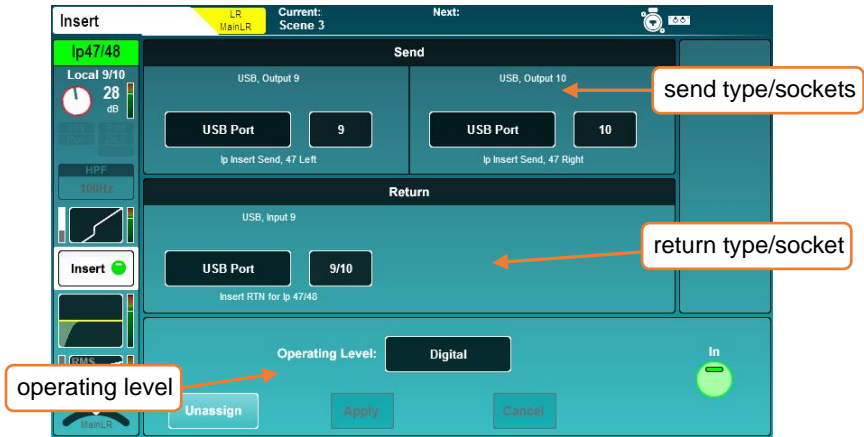 Insert
LR
MainLR
Current:
Scene 3
Next:
Ip47/48
Local 9/10
28
dB
HPF
100Hz
Insert
RMS
MainLR
Send
USB, Output 9
USB Port
9
Ip Insert Send, 47 Left
USB, Output 10
USB Port
10
Ip Insert Send, 47 Right
send type/sockets
Return
USB, Input 9
USB Port
9/10
Insert RTN for Ip 47/48
return type/socket
Operating Level:
Digital
In
operating level
Unassign
Apply
Cancel